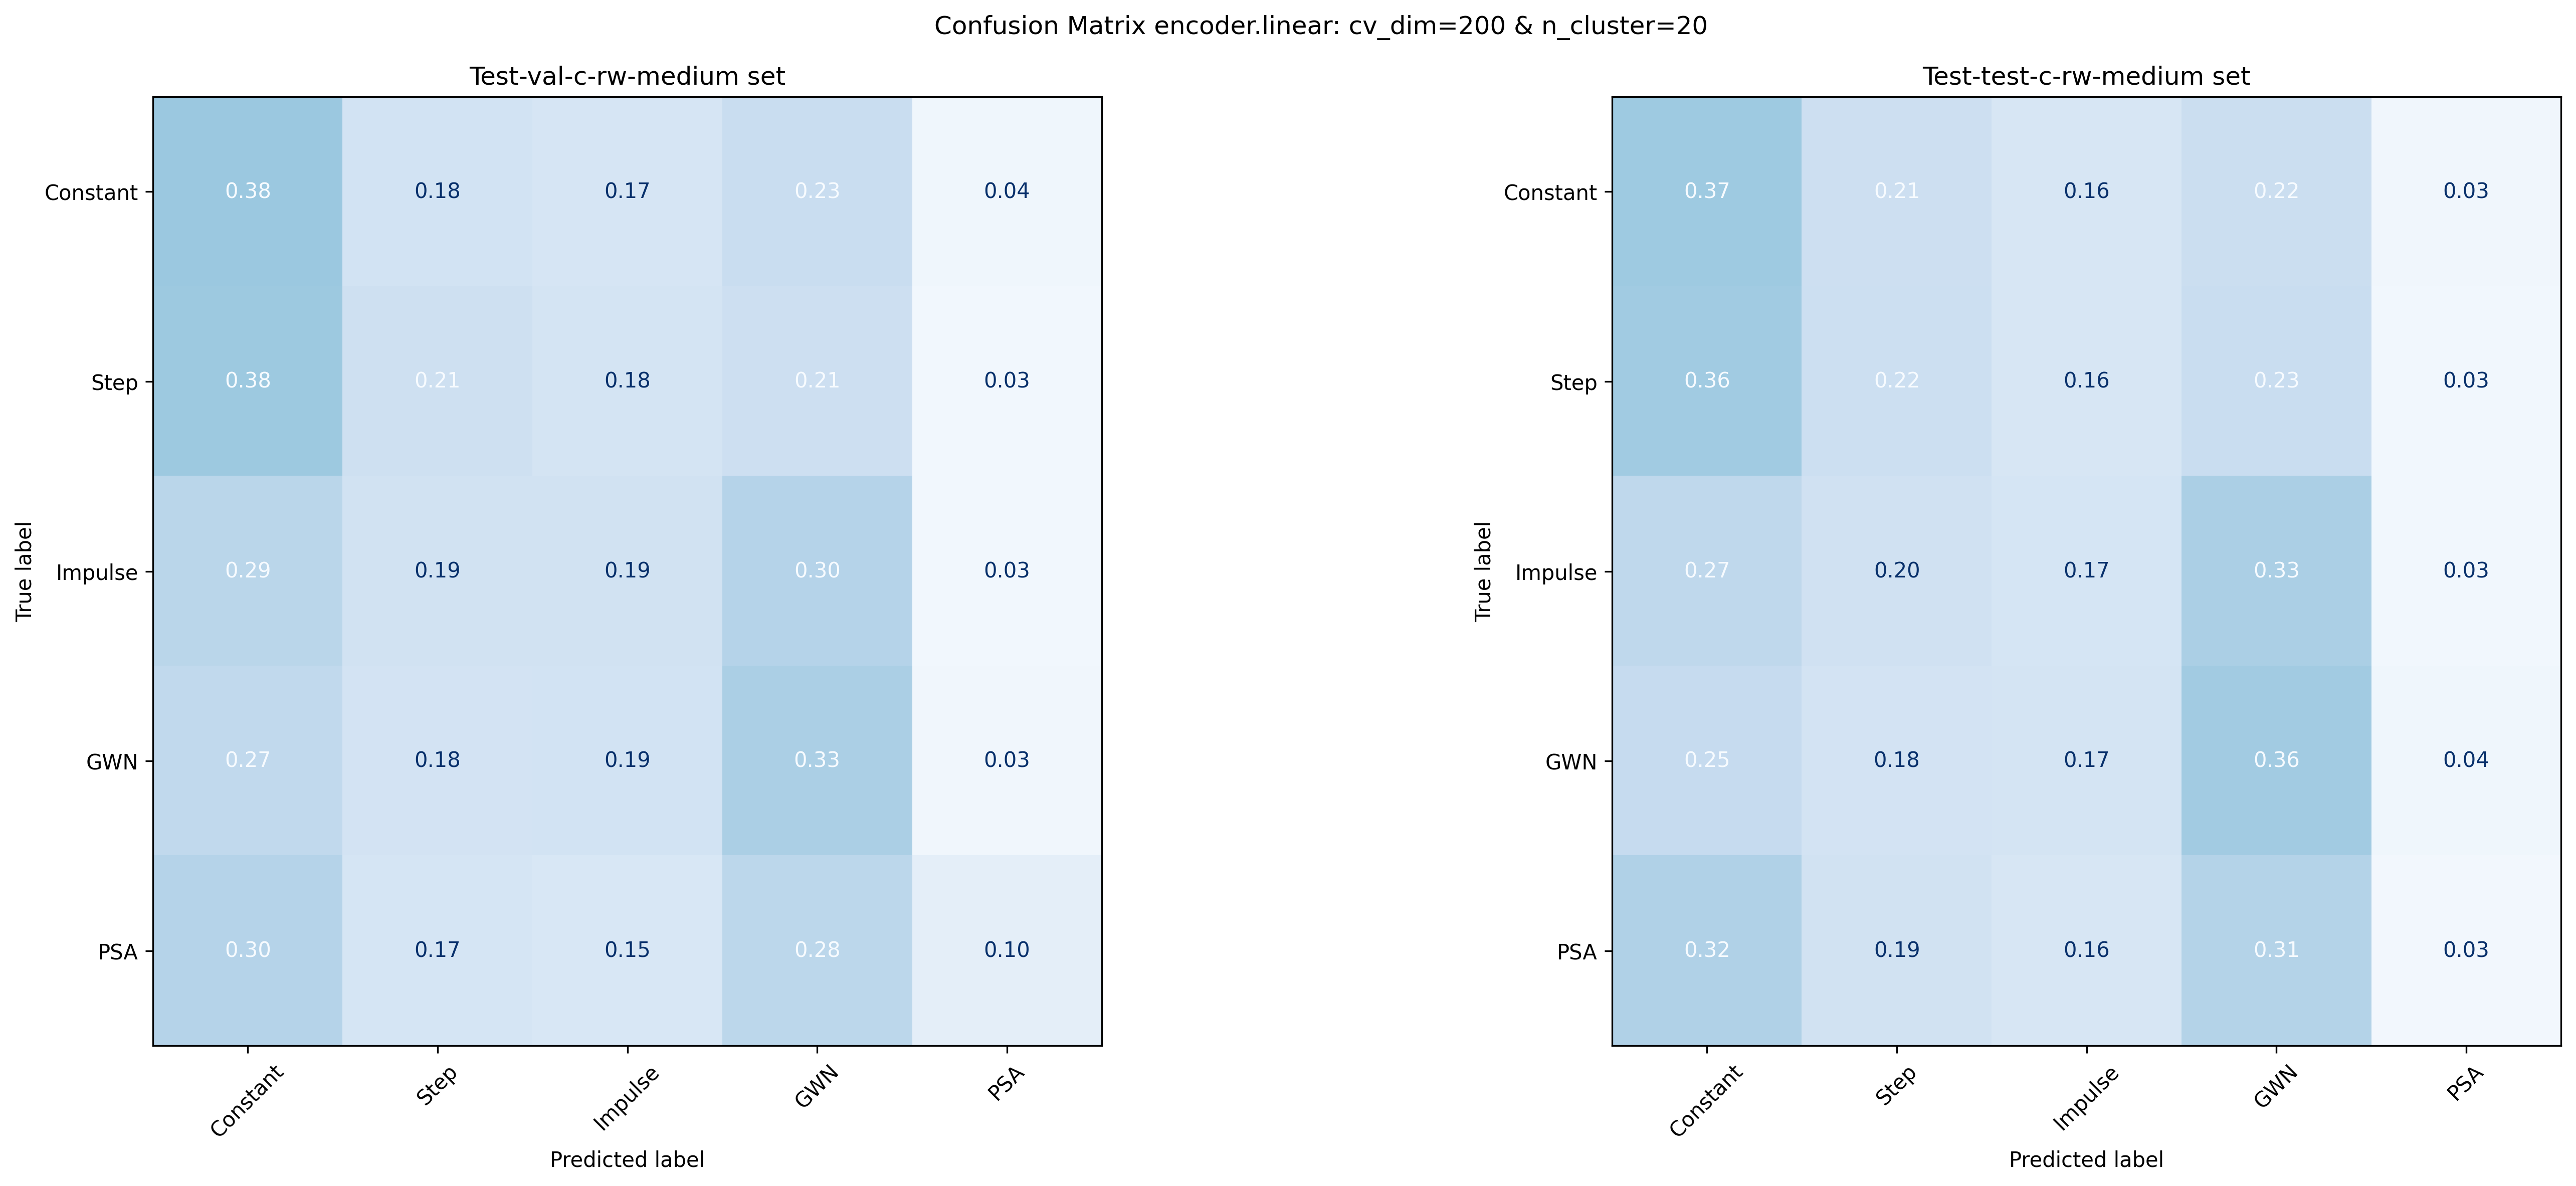 Confusion Matrix encoder.linear: cv_dim=200 & n_cluster=20
Test-val-c-rw-medium set
True label
Constant 0.38 0.18 0.17 0.23 0.04
Step 0.38 0.21 0.18 0.21 0.03
Impulse 0.29 0.19 0.19 0.30 0.03
GWN 0.27 0.18 0.19 0.33 0.03
PSA 0.30 0.17 0.15 0.28 0.10
Constant Step Impulse GWN PSA
Predicted label
Test-test-c-rw-medium set
True label
Constant 0.37 0.21 0.16 0.22 0.03
Step 0.36 0.22 0.16 0.23 0.03
Impulse 0.27 0.20 0.17 0.33 0.03
GWN 0.25 0.18 0.17 0.36 0.04
PSA 0.32 0.19 0.16 0.31 0.03
Constant Step Impulse GWN PSA
Predicted label